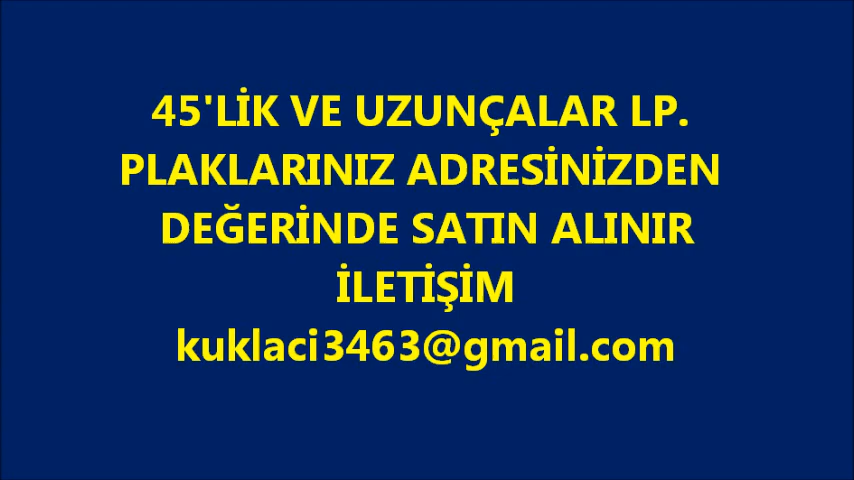 45'LİK VE UZUNÇALAR LP.
PLAKLARINIZ ADRESİNİZDEN
DEĞERİNDE SATIN ALINIR
İLETİŞİM
kuklaci3463@gmail.com